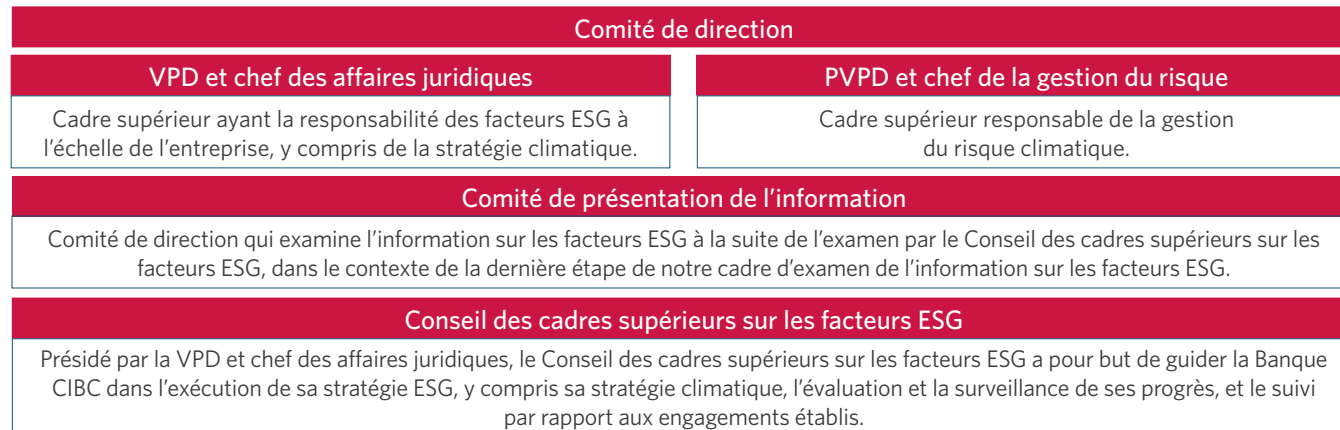 Comité de direction
VPD et chef des affaires juridiques
Cadre supérieur ayant la responsabilité des facteurs ESG à
l’échelle de l’entreprise, y compris de la stratégie climatique.
PVPD et chef de la gestion du risque
Cadre supérieur responsable de la gestion
du risque climatique.
Comité de présentation de l’information
Comité de direction qui examine l’information sur les facteurs ESG à la suite de l’examen par le Conseil des cadres supérieurs sur les
facteurs ESG, dans le contexte de la dernière étape de notre cadre d’examen de l’information sur les facteurs ESG.
Conseil des cadres supérieurs sur les facteurs ESG
Présidé par la VPD et chef des affaires juridiques, le Conseil des cadres supérieurs sur les facteurs ESG a pour but de guider la Banque
CIBC dans l’exécution de sa stratégie ESG, y compris sa stratégie climatique, l’évaluation et la surveillance de ses progrès, et le suivi
par rapport aux engagements établis.